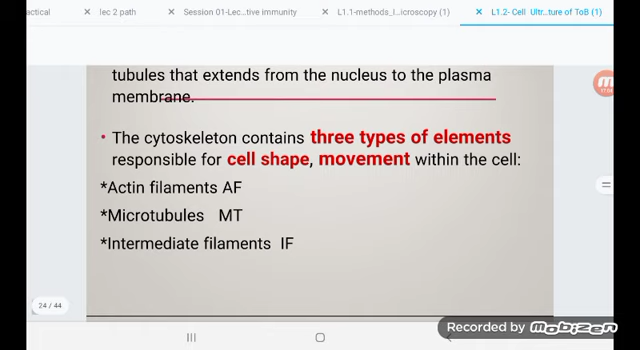 actical
lec 2 path
Session 01-Lec...tive immunity
L1.1-methods_l...icroscopy (1)
L1.2- Cell Ultr...ture of ToB (1)
tubules that extends from the nucleus to the plasma
membrane.
• The cytoskeleton contains three types of elements
responsible for cell shape, movement within the cell:
*Actin filaments AF
*Microtubules MT
*Intermediate filaments IF
24 / 44
Recorded by Mobizen